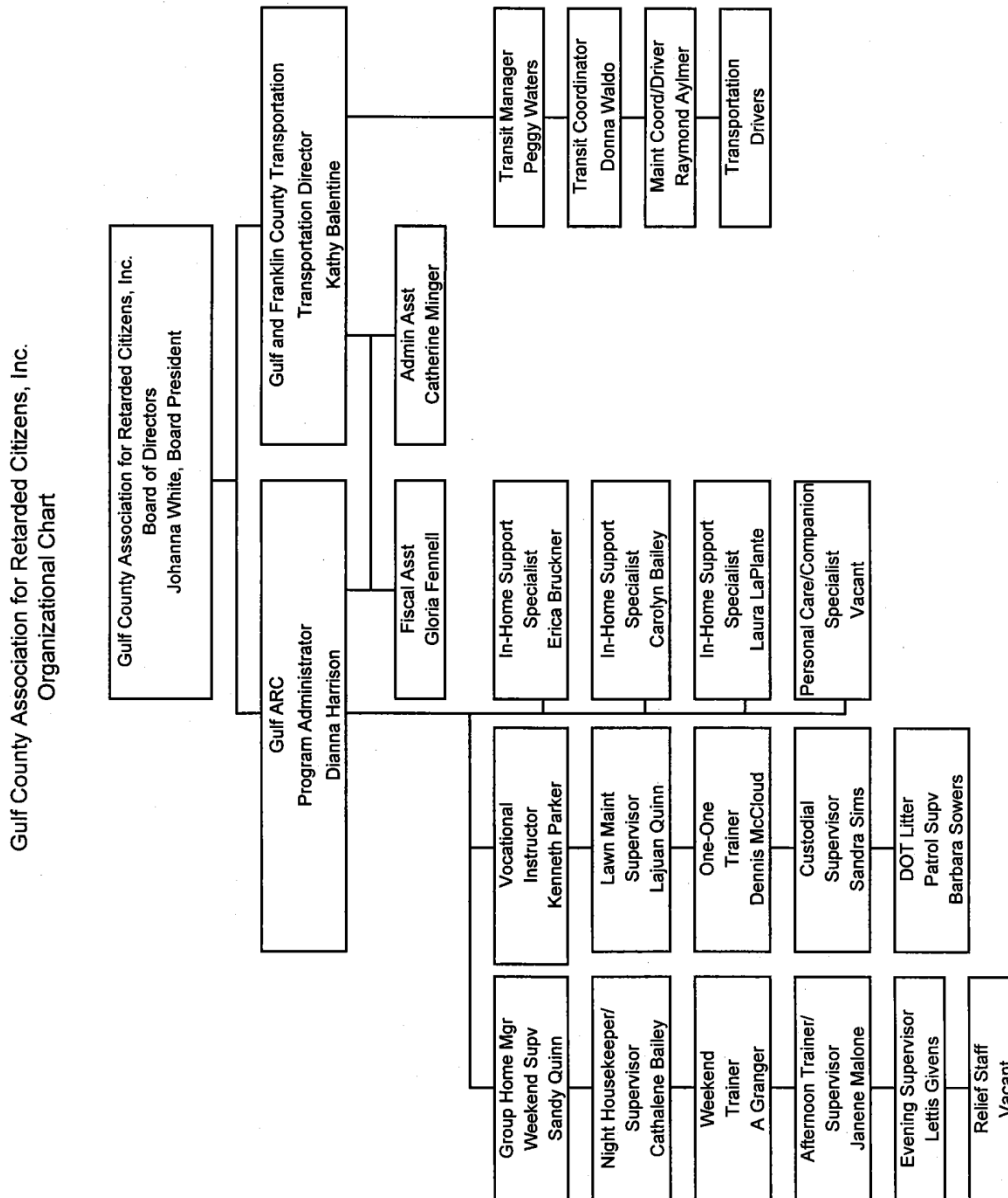 Gulf County Association for Retarded Citizens, Inc.
Organizational Chart
Gulf County Association for Retarded Citizens, Inc.
Board of Directors
Johanna White, Board President
Gulf ARC
Program Administrator
Dianna Harrison
Gulf and Franklin County Transportation
Transportation Director
Kathy Balentine
Fiscal Asst
Gloria Fennell
Admin Asst
Catherine Minger
Group Home Mgr
Weekend Supv
Sandy Quinn
Vocational
Instructor
Kenneth Parker
In-Home Support
Specialist
Erica Bruckner
Transit Manager
Peggy Waters
Night Housekeeper/
Supervisor
Cathalene Bailey
Lawn Maint
Supervisor
Lajuan Quinn
In-Home Support
Specialist
Carolyn Bailey
Transit Coordinator
Donna Waldo
Weekend
Trainer
A Granger
One-One
Trainer
Dennis McCloud
In-Home Support
Specialist
Laura LaPlante
Maint Coord/Driver
Raymond Aylmer
Afternoon Trainer/
Supervisor
Janene Malone
Custodial
Supervisor
Sandra Sims
Personal Care/Companion
Specialist
Vacant
Transportation
Drivers
Evening Supervisor
Lettis Givens
DOT Litter
Patrol Supv
Barbara Sowers
Relief Staff
Vacant